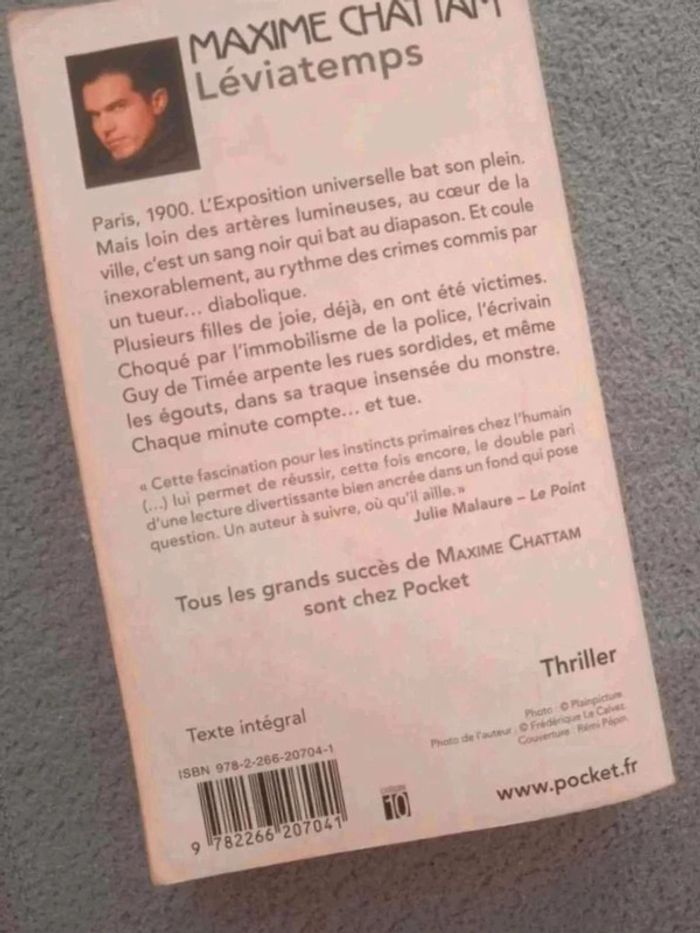 MAXIME CHATTAM
Léviatemps
Paris, 1900. L'Exposition universelle bat son plein.
Mais loin des artères lumineuses, au cœur de la
ville, c'est un sang noir qui bat au diapason. Et coule
inexorablement, au rythme des crimes commis par
un tueur... diabolique.
Plusieurs filles de joie, déjà, en ont été victimes.
Choqué par l'immobilisme de la police, l'écrivain
Guy de Timée arpente les rues sordides, et même
les égouts, dans sa traque insensée du monstre.
Chaque minute compte... et tue.
« Cette fascination pour les instincts primaires chez l'humain
(...) lui permet de réussir, cette fois encore, le double pari
d'une lecture divertissante bien ancrée dans un fond qui pose
question. Un auteur à suivre, où qu'il aille. »
Julie Malaure – Le Point
Tous les grands succès de MAXIME CHATTAM
sont chez Pocket
Thriller
Texte intégral
Photo : © Plainpicture
Photo de l'auteur : © Frédérique Le Calvez
Couverture : Rémi Pépin
ISBN 978-2-266-20704-1
9 782266 207041
10
www.pocket.fr